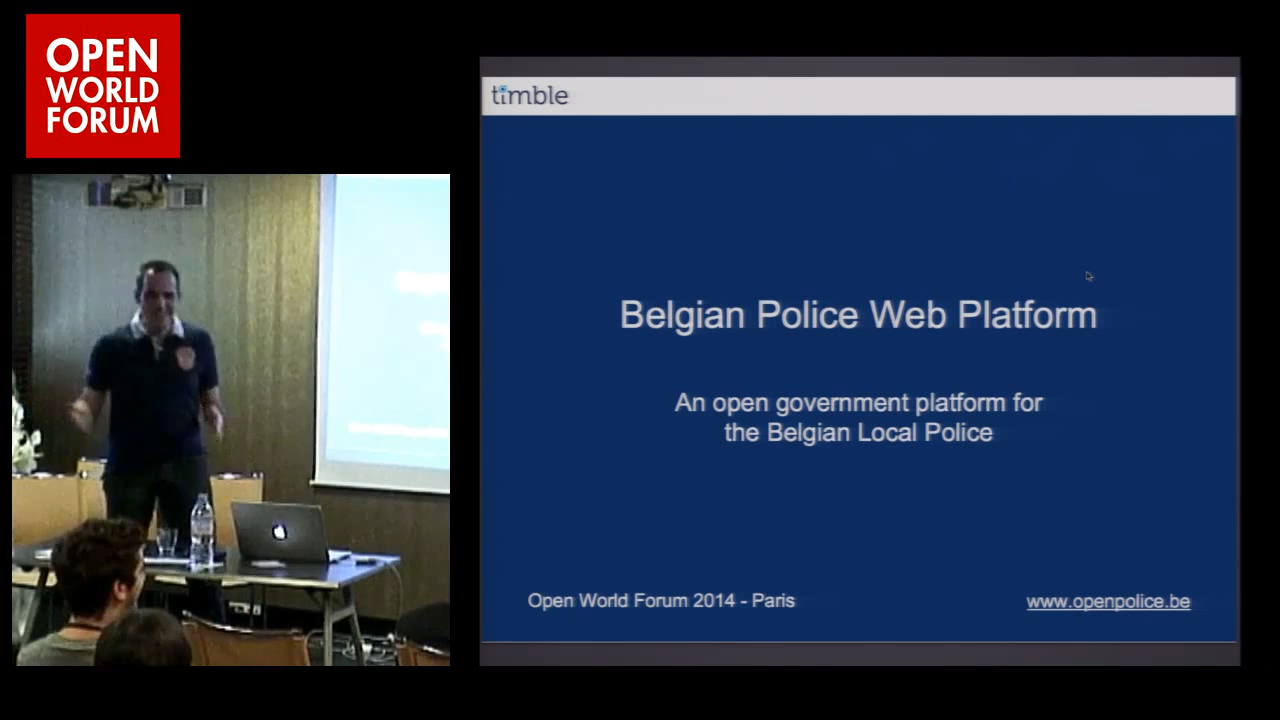 OPEN
WORLD
FORUM
timble
Belgian Police Web Platform
An open government platform for
the Belgian Local Police
Open World Forum 2014 - Paris
www.openpolice.be